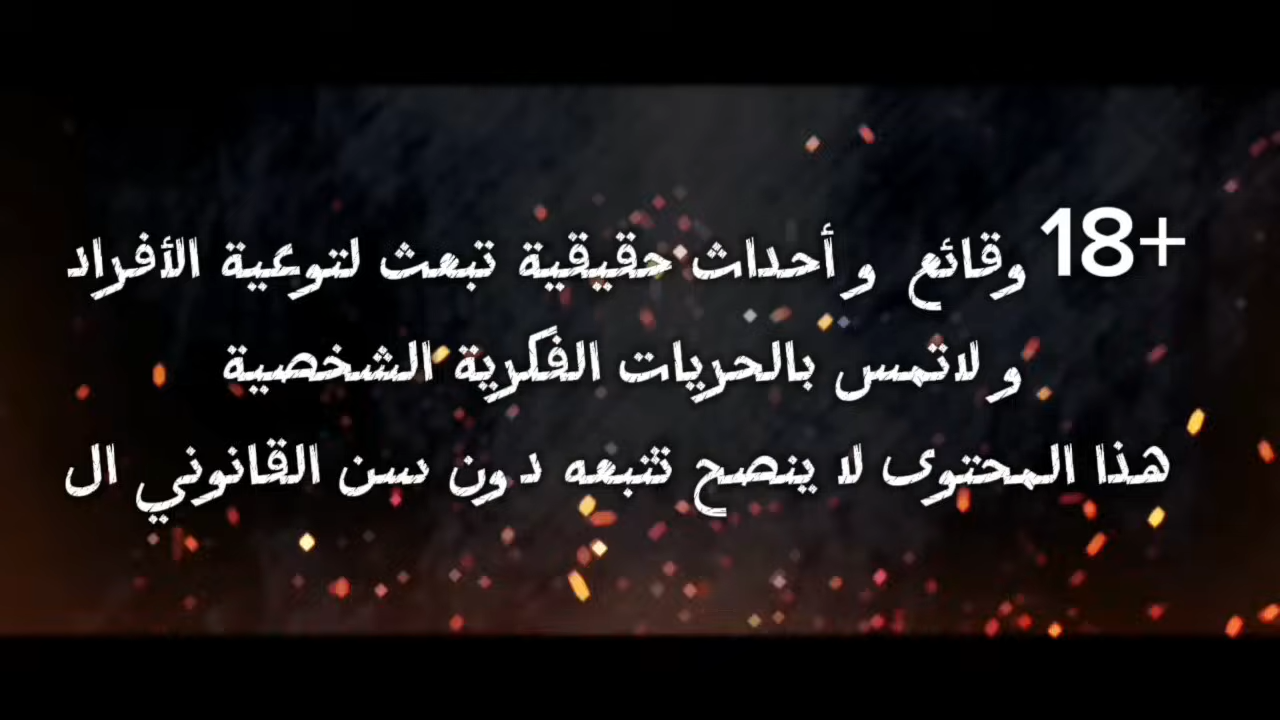 +18 وقائع و أحداث حقيقية تبعث لتوعية الأفراد
و لاتمس بالحريات الفكرية الشخصية
هذا المحتوى لا ينصح تتبعه دون سن القانوني ال